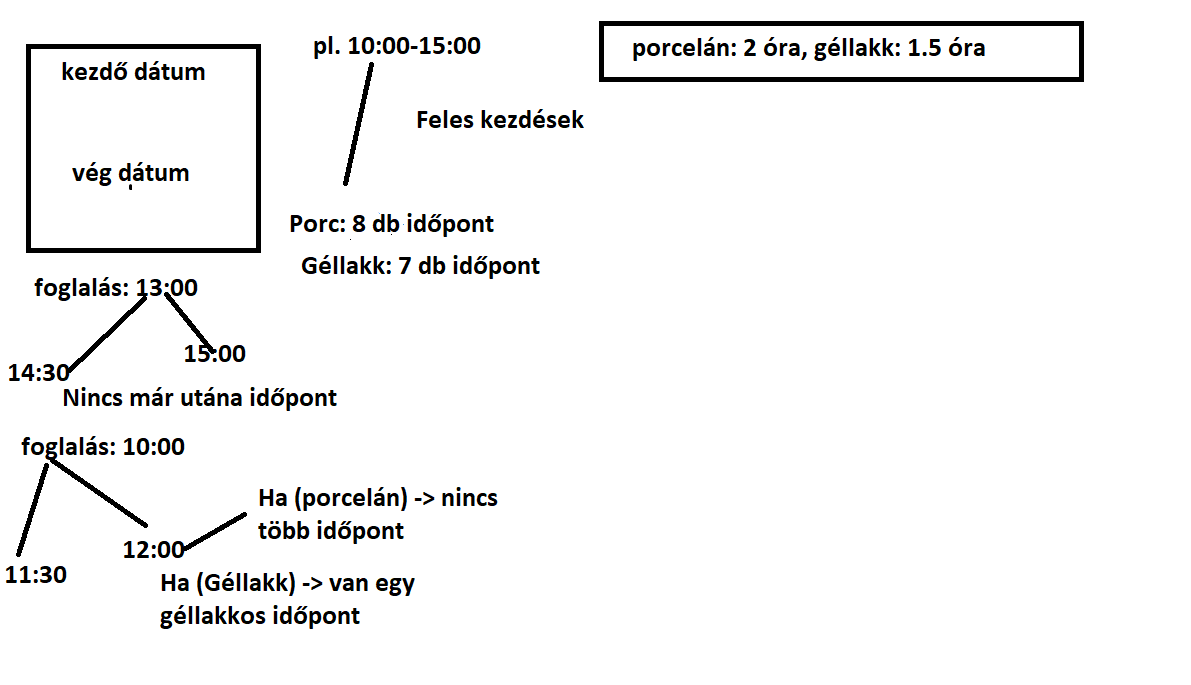 kezdő dátum
vég dátum
pl. 10:00-15:00
Feles kezdések
porcelán: 2 óra, géllakk: 1.5 óra
Porc: 8 db időpont
Géllakk: 7 db időpont
foglalás: 13:00
14:30
15:00
Nincs már utána időpont
foglalás: 10:00
11:30
12:00
Ha (porcelán) -> nincs
több időpont
Ha (Géllakk) -> van egy
géllakkos időpont